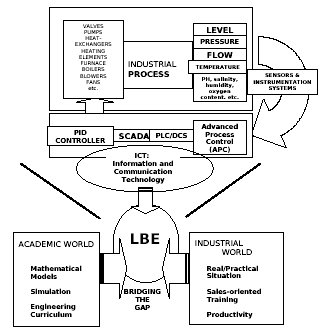 VALVES
PUMPS
HEAT-
EXCHANGERS
HEATING
ELEMENTS
FURNACE
BOILERS
BLOWERS
FANS
etc.
INDUSTRIAL
PROCESS
LEVEL
PRESSURE
FLOW
TEMPERATURE
PH, salinity,
humidity,
oxygen
content, etc.
SENSORS &
INSTRUMENTATION
SYSTEMS
PID
CONTROLLER
SCADA
PLC/DCS
Advanced
Process
Control
(APC)
ICT:
Information and
Communication
Technology
LBE
BRIDGING
THE
GAP
ACADEMIC WORLD
Mathematical
Models
Simulation
Engineering
Curriculum
INDUSTRIAL
WORLD
Real/Practical
Situation
Sales-oriented
Training
Productivity